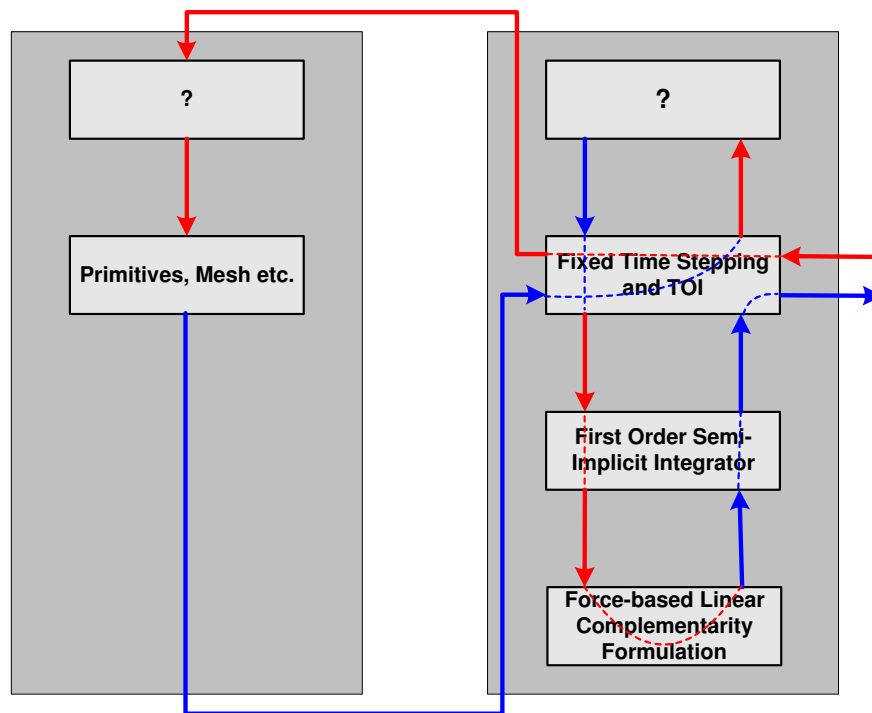 ?
Primitives, Mesh etc.
?
Fixed Time Stepping
and TOI
First Order Semi-
Implicit Integrator
Force-based Linear
Complementarity
Formulation